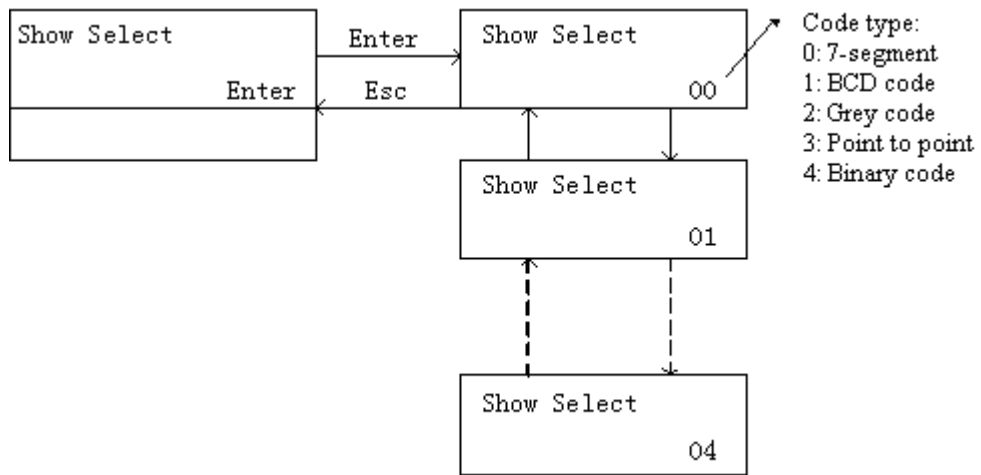 Show Select
Enter
Enter
Esc
Show Select
00
Code type:
0: 7-segment
1: BCD code
2: Grey code
3: Point to point
4: Binary code
Show Select
01
Show Select
04